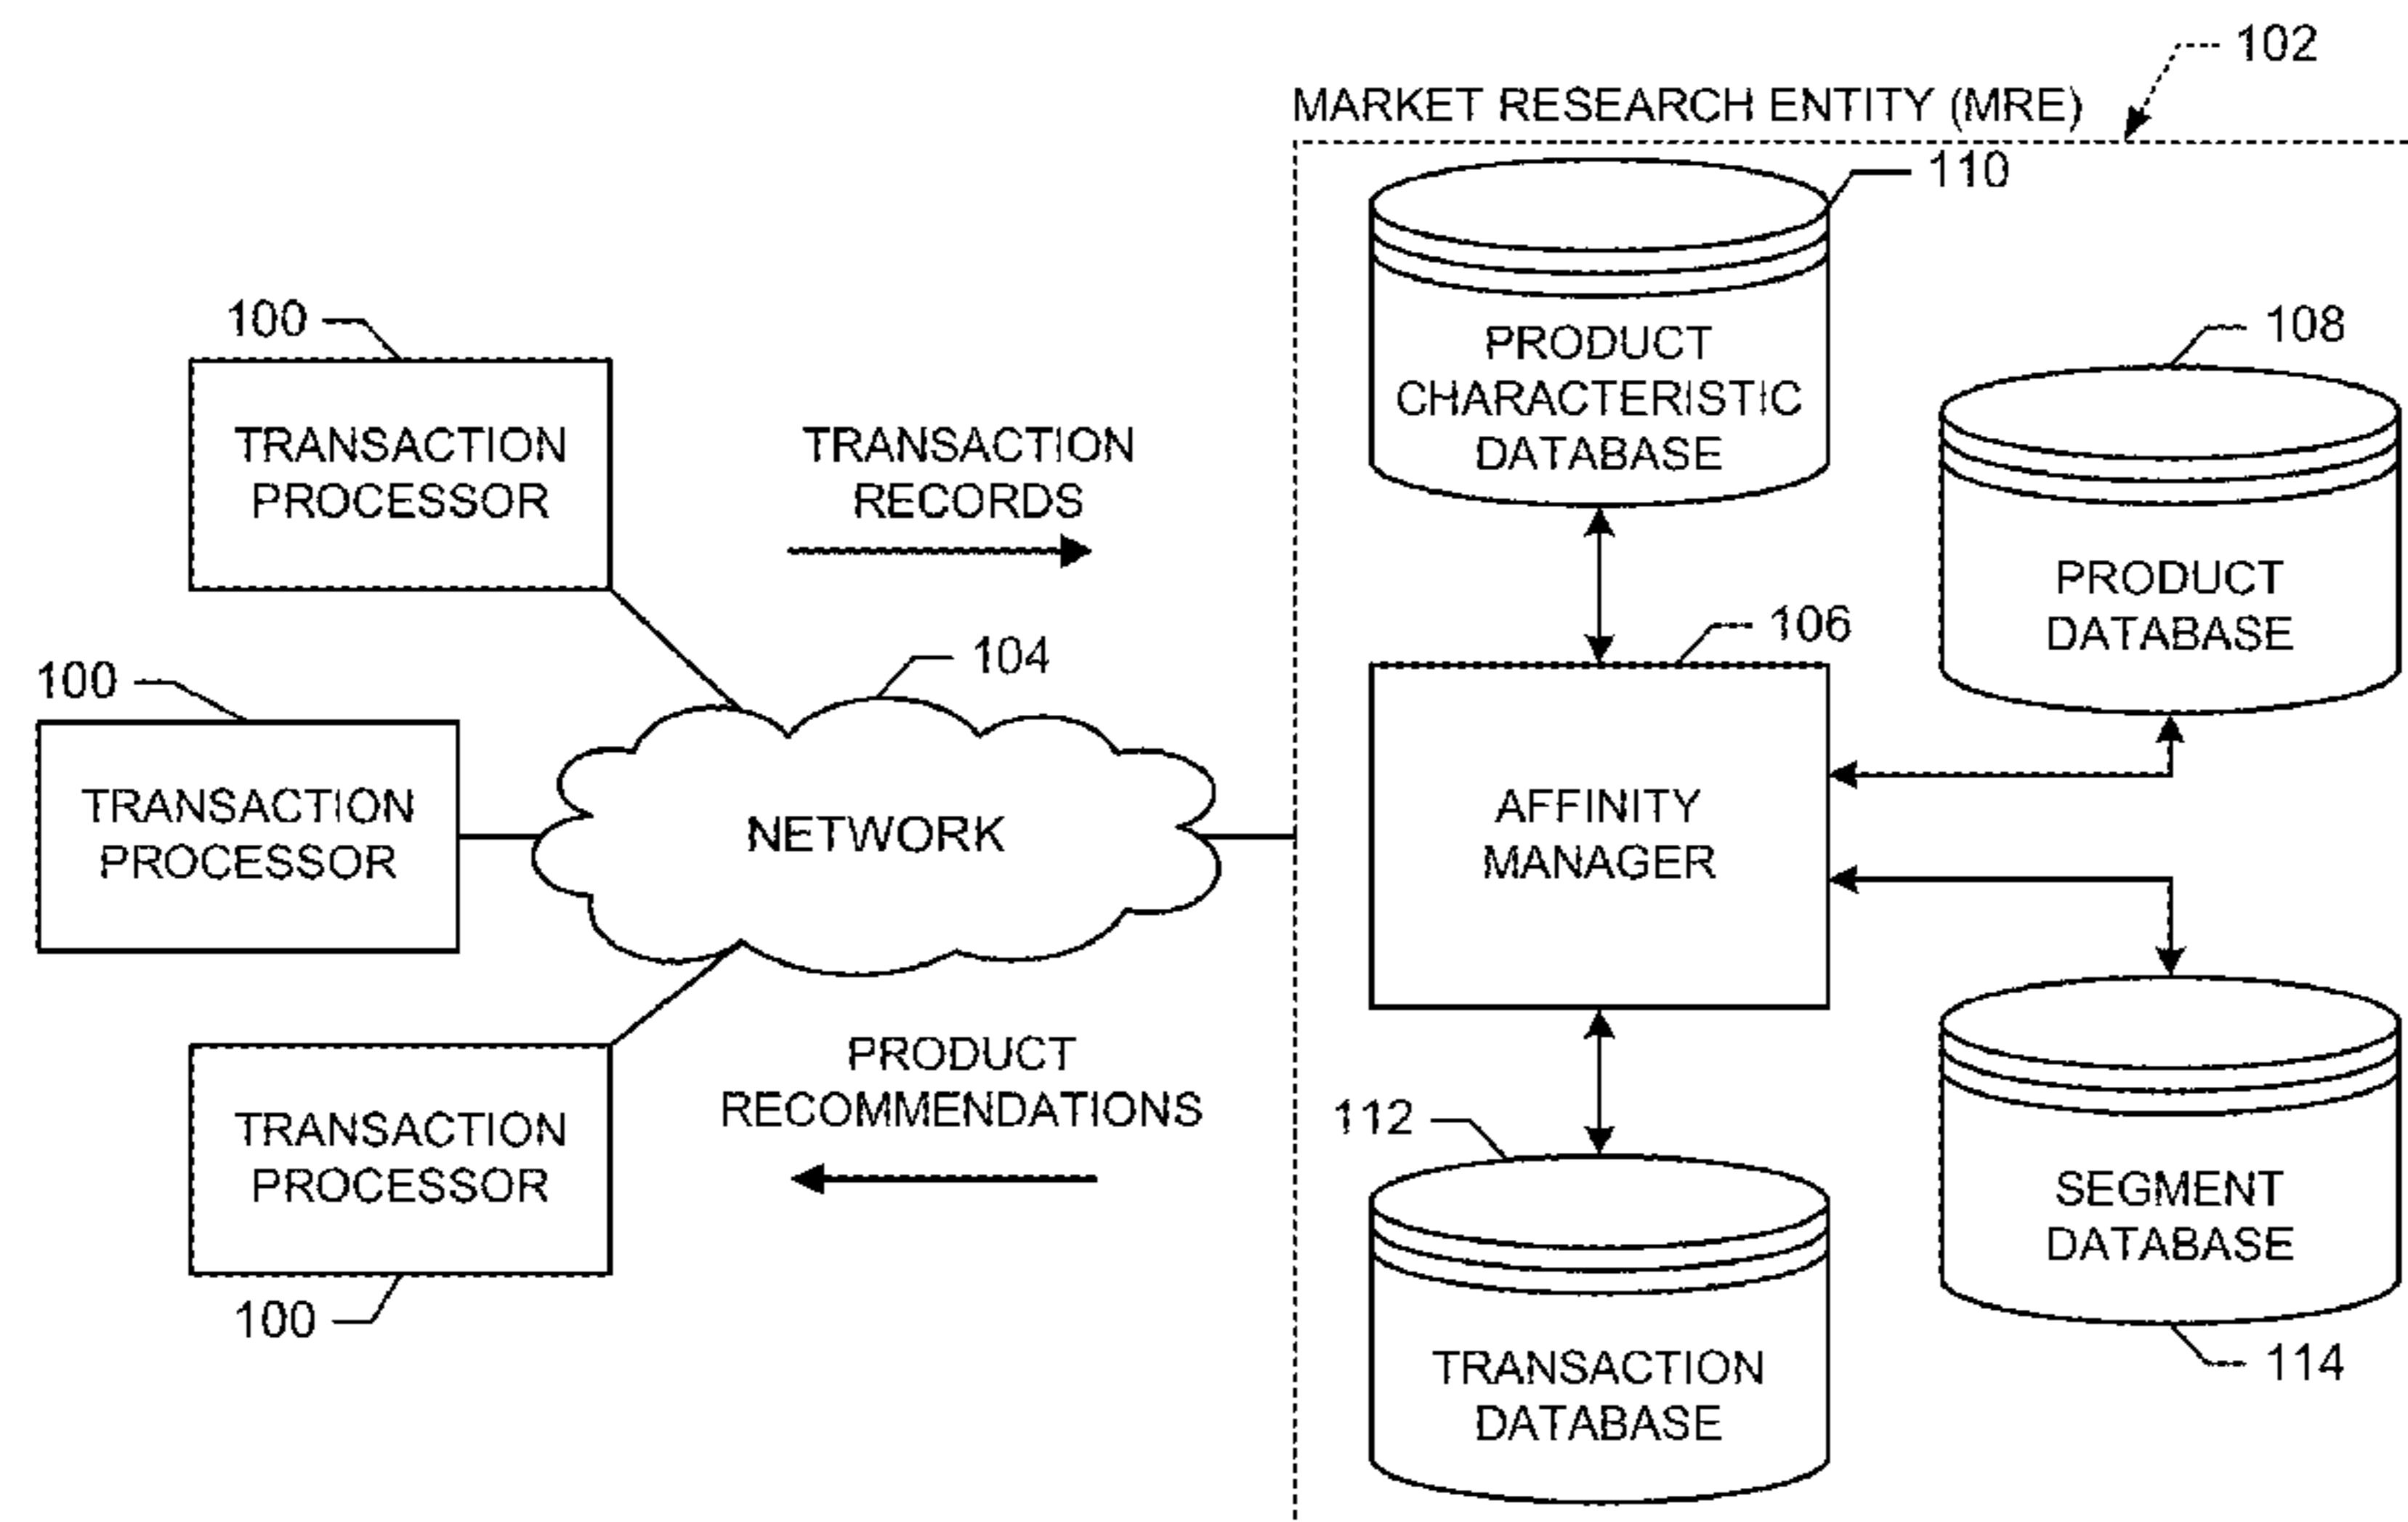 102
MARKET RESEARCH ENTITY (MRE)
110
PRODUCT
CHARACTERISTIC
DATABASE
108
PRODUCT
DATABASE
100
TRANSACTION
PROCESSOR
TRANSACTION
RECORDS
104
106
100
TRANSACTION
PROCESSOR
NETWORK
AFFINITY
MANAGER
PRODUCT
RECOMMENDATIONS
100
TRANSACTION
PROCESSOR
112
TRANSACTION
DATABASE
SEGMENT
DATABASE
114